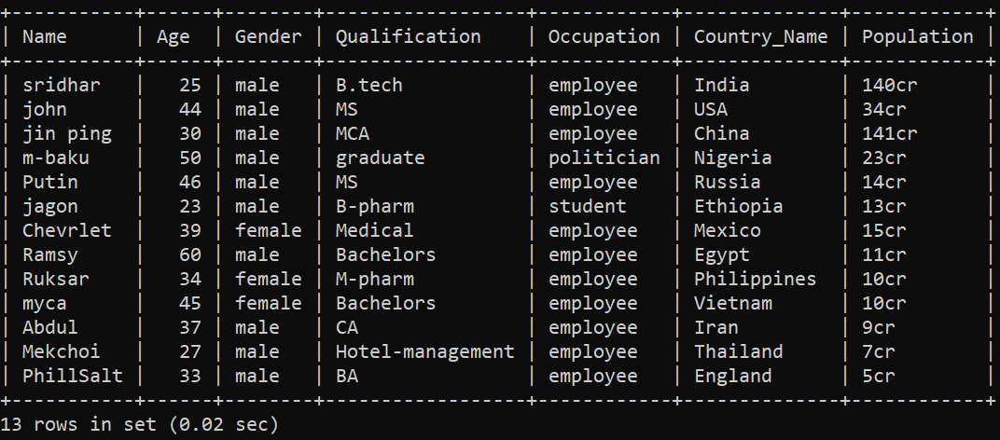 +-----------+------+--------+-------------------+------------+--------------+------------+
| Name      | Age  | Gender | Qualification     | Occupation | Country_Name | Population |
+-----------+------+--------+-------------------+------------+--------------+------------+
| sridhar   |   25 | male   | B.tech            | employee   | India        | 140cr      |
| john      |   44 | male   | MS                | employee   | USA          | 34cr       |
| jin ping  |   30 | male   | MCA               | employee   | China        | 141cr      |
| m-baku    |   50 | male   | graduate          | politician | Nigeria      | 23cr       |
| Putin     |   46 | male   | MS                | employee   | Russia       | 14cr       |
| jagon     |   23 | male   | B-pharm           | student    | Ethiopia     | 13cr       |
| Chevrlet  |   39 | female | Medical           | employee   | Mexico       | 15cr       |
| Ramsy     |   60 | male   | Bachelors         | employee   | Egypt        | 11cr       |
| Ruksar    |   34 | female | M-pharm           | employee   | Philippines  | 10cr       |
| myca      |   45 | female | Bachelors         | employee   | Vietnam      | 10cr       |
| Abdul     |   37 | male   | CA                | employee   | Iran         | 9cr        |
| Mekchoi   |   27 | male   | Hotel-management  | employee   | Thailand     | 7cr        |
| PhillSalt |   33 | male   | BA                | employee   | England      | 5cr        |
+-----------+------+--------+-------------------+------------+--------------+------------+
13 rows in set (0.02 sec)